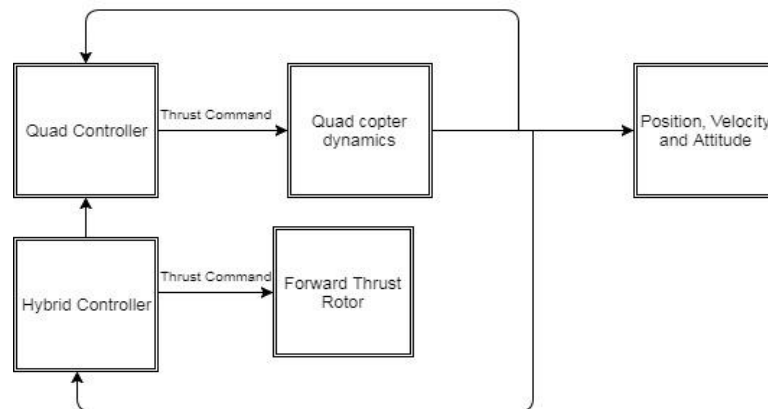 Quad Controller
Thrust Command
Quad copter
dynamics
Position, Velocity
and Attitude
Hybrid Controller
Thrust Command
Forward Thrust
Rotor